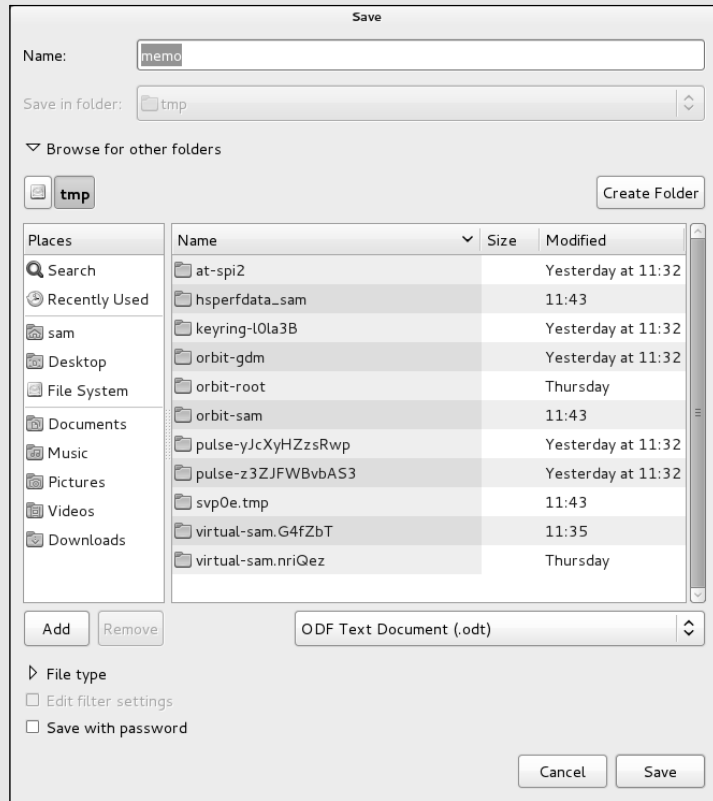 Save
Name: memo
Save in folder: tmp
Browse for other folders
tmp Create Folder
Places Name Size Modified
Search at-spi2 Yesterday at 11:32
Recently Used hsperfdata_sam 11:43
sam keyring-l0la3B Yesterday at 11:32
Desktop orbit-gdm Yesterday at 11:32
File System orbit-root Thursday
orbit-sam 11:43
Documents pulse-yJcXyHZzsRwp Yesterday at 11:32
Music pulse-z3ZJFWBvbAS3 Yesterday at 11:32
Pictures svp0e.tmp 11:43
Videos virtual-sam.G4fZbT 11:35
Downloads virtual-sam.nriQez Thursday
Add Remove ODF Text Document (.odt)
File type
Edit filter settings
Save with password
Cancel Save